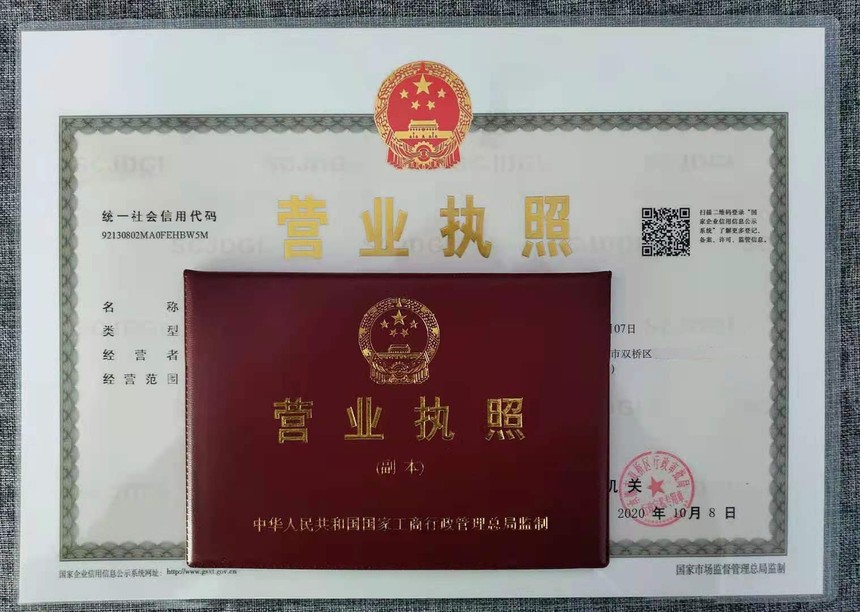 统一社会信用代码
92130802MA0FEHBW5M
营业执照
扫描二维码登录“国
家企业信用信息公示
系统”了解更多登记、
备案、许可、监管信息。
名 称
类 型
07日
经 营 者
市双桥区
经 营 范 围
)
营业执照
(副 本)
中华人民共和国国家工商行政管理总局监制
机 关
2020 年 10 月 8 日
国家企业信用信息公示系统网址: http://www.gsxt.gov.cn
国家市场监督管理总局监制